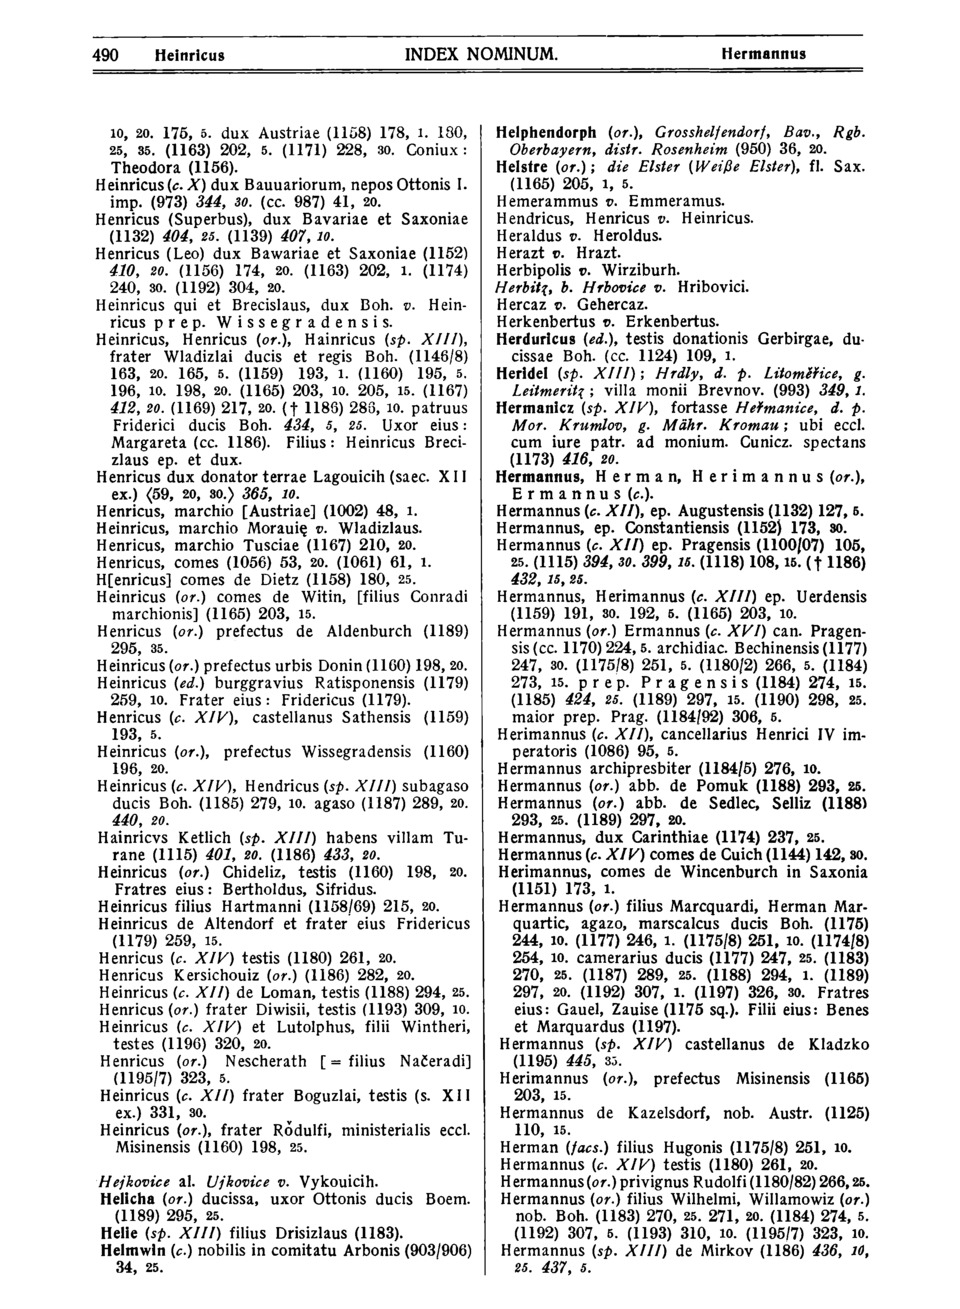 490 Heinricus INDEX NOMINUM. Hermannus
10, 20. 175, 5. dux Austriae (1158) 178, 1. 180,
25, 35. (1163) 202, 5. (1171) 228, 30. Coniux:
Theodora (1156).
Heinricus (c. X) dux Bauuariorum, nepos Ottonis I.
imp. (973) 344, 30. (cc. 987) 41, 20.
Henricus (Superbus), dux Bavariae et Saxoniae
(1132) 404, 25. (1139) 407, 10.
Henricus (Leo) dux Bawariae et Saxoniae (1152)
410, 20. (1156) 174, 20. (1163) 202, 1. (1174)
240, 30. (1192) 304, 20.
Heinricus qui et Brecislaus, dux Boh. v. Hein-
ricus prep. Wissegradensis.
Heinricus, Henricus (or.), Hainricus (sp. XIII),
frater Wladizlai ducis et regis Boh. (1146/8)
163, 20. 165, 5. (1159) 193, 1. (1160) 195, 5.
196, 10. 198, 20. (1165) 203, 10. 205, 15. (1167)
412, 20. (1169) 217, 20. († 1186) 286, 10. patruus
Friderici ducis Boh. 434, 5, 25. Uxor eius:
Margareta (cc. 1186). Filius: Heinricus Breci-
zlaus ep. et dux.
Henricus dux donator terrae Lagouicih (saec. XII
ex.) ⟨59, 20, 30.⟩ 365, 10.
Henricus, marchio [Austriae] (1002) 48, 1.
Heinricus, marchio Morauię v. Wladizlaus.
Henricus, marchio Tusciae (1167) 210, 20.
Henricus, comes (1056) 53, 20. (1061) 61, 1.
H[enricus] comes de Dietz (1158) 180, 25.
Heinricus (or.) comes de Witin, [filius Conradi
marchionis] (1165) 203, 15.
Henricus (or.) prefectus de Aldenburch (1189)
295, 35.
Heinricus (or.) prefectus urbis Donin (1160) 198, 20.
Heinricus (ed.) burggravius Ratisponensis (1179)
259, 10. Frater eius: Fridericus (1179).
Henricus (c. XIV), castellanus Sathensis (1159)
193, 5.
Heinricus (or.), prefectus Wissegradensis (1160)
196, 20.
Heinricus (c. XIV), Hendricus (sp. XIII) subagaso
ducis Boh. (1185) 279, 10. agaso (1187) 289, 20.
440, 20.
Hainricvs Ketlich (sp. XIII) habens villam Tu-
rane (1115) 401, 20. (1186) 433, 20.
Heinricus (or.) Chideliz, testis (1160) 198, 20.
Fratres eius: Bertholdus, Sifridus.
Heinricus filius Hartmanni (1158/69) 215, 20.
Heinricus de Altendorf et frater eius Fridericus
(1179) 259, 15.
Henricus (c. XIV) testis (1180) 261, 20.
Henricus Kersichouiz (or.) (1186) 282, 20.
Heinricus (c. XII) de Loman, testis (1188) 294, 25.
Henricus (or.) frater Diwisii, testis (1193) 309, 10.
Heinricus (c. XIV) et Lutolphus, filii Wintheri,
testes (1196) 320, 20.
Henricus (or.) Nescherath [= filius Načeradi]
(1195/7) 323, 5.
Heinricus (c. XII) frater Boguzlai, testis (s. XII
ex.) 331, 30.
Heinricus (or.), frater Rodulfi, ministerialis eccl.
Misinensis (1160) 198, 25.
Hejkovice al. Ujkovice v. Vykouicih.
Helicha (or.) ducissa, uxor Ottonis ducis Boem.
(1189) 295, 25.
Helie (sp. XIII) filius Drisizlaus (1183).
Helmwin (c.) nobilis in comitatu Arbonis (903/906)
34, 25.
Helphendorph (or.), Grosshelfendorf, Bav., Rgb.
Oberbayern, distr. Rosenheim (950) 36, 20.
Helstre (or.); die Elster (Weiße Elster), fl. Sax.
(1165) 205, 1, 5.
Hemerammus v. Emmeramus.
Hendricus, Henricus v. Heinricus.
Heraldus v. Heroldus.
Herazt v. Hrazt.
Herbipolis v. Wirziburh.
Herbitz, b. Hrbovice v. Hribovici.
Hercaz v. Gehercaz.
Herkenbertus v. Erkenbertus.
Herduricus (ed.), testis donationis Gerbirgae, du-
cissae Boh. (cc. 1124) 109, 1.
Heridel (sp. XIII); Hrdly, d. p. Litoměřice, g.
Leitmeritz; villa monii Brevnov. (993) 349, 1.
Hermanicz (sp. XIV), fortasse Heřmanice, d. p.
Mor. Krumlov, g. Mähr. Kromau; ubi eccl.
cum iure patr. ad monium. Cunicz. spectans
(1173) 416, 20.
Hermannus, Herman, Herimannus (or.),
Ermannus (c.).
Hermannus (c. XII), ep. Augustensis (1132) 127, 5.
Hermannus, ep. Constantiensis (1152) 173, 30.
Hermannus (c. XII) ep. Pragensis (1100/07) 105,
25. (1115) 394, 30. 399, 15. (1118) 108, 15. († 1186)
432, 15, 25.
Hermannus, Herimannus (c. XIII) ep. Uerdensis
(1159) 191, 30. 192, 5. (1165) 203, 10.
Hermannus (or.) Ermannus (c. XVI) can. Pragen-
sis (cc. 1170) 224, 5. archidiac. Bechinensis (1177)
247, 30. (1175/8) 251, 5. (1180/2) 266, 5. (1184)
273, 15. prep. Pragensis (1184) 274, 15.
(1185) 424, 25. (1189) 297, 15. (1190) 298, 25.
maior prep. Prag. (1184/92) 306, 5.
Herimannus (c. XII), cancellarius Henrici IV im-
peratoris (1086) 95, 5.
Hermannus archipresbiter (1184/5) 276, 10.
Hermannus (or.) abb. de Pomuk (1188) 293, 25.
Hermannus (or.) abb. de Sedlec, Selliz (1188)
293, 25. (1189) 297, 20.
Hermannus, dux Carinthiae (1174) 237, 25.
Hermannus (c. XIV) comes de Cuich (1144) 142, 30.
Herimannus, comes de Wincenburch in Saxonia
(1151) 173, 1.
Hermannus (or.) filius Marcquardi, Herman Mar-
quartic, agazo, marscalcus ducis Boh. (1175)
244, 10. (1177) 246, 1. (1175/8) 251, 10. (1174/8)
254, 10. camerarius ducis (1177) 247, 25. (1183)
270, 25. (1187) 289, 25. (1188) 294, 1. (1189)
297, 20. (1192) 307, 1. (1197) 326, 30. Fratres
eius: Gauel, Zauise (1175 sq.). Filii eius: Benes
et Marquardus (1197).
Hermannus (sp. XIV) castellanus de Kladzko
(1195) 445, 35.
Herimannus (or.), prefectus Misinensis (1165)
203, 15.
Hermannus de Kazelsdorf, nob. Austr. (1125)
110, 15.
Herman (facs.) filius Hugonis (1175/8) 251, 10.
Hermannus (c. XIV) testis (1180) 261, 20.
Hermannus (or.) privignus Rudolfi (1180/82) 266, 25.
Hermannus (or.) filius Wilhelmi, Willamowiz (or.)
nob. Boh. (1183) 270, 25. 271, 20. (1184) 274, 5.
(1192) 307, 5. (1193) 310, 10. (1195/7) 323, 10.
Hermannus (sp. XIII) de Mirkov (1186) 436, 10,
25. 437, 5.